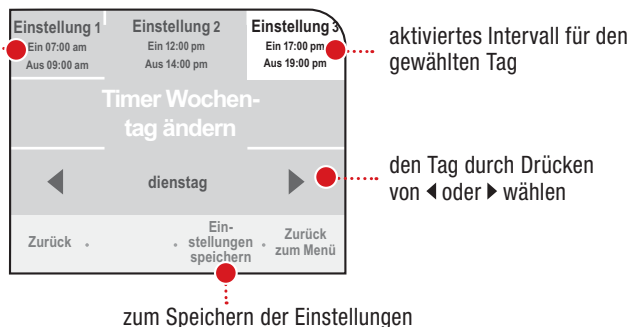 Einstellung 1
Ein 07:00 am
Aus 09:00 am
Einstellung 2
Ein 12:00 pm
Aus 14:00 pm
Einstellung 3
Ein 17:00 pm
Aus 19:00 pm
aktiviertes Intervall für den
gewählten Tag
Timer Wochen-
tag ändern
dienstag
den Tag durch Drücken
von ◀ oder ▶ wählen
Zurück
Ein-
stellungen
speichern
Zurück
zum Menü
zum Speichern der Einstellungen